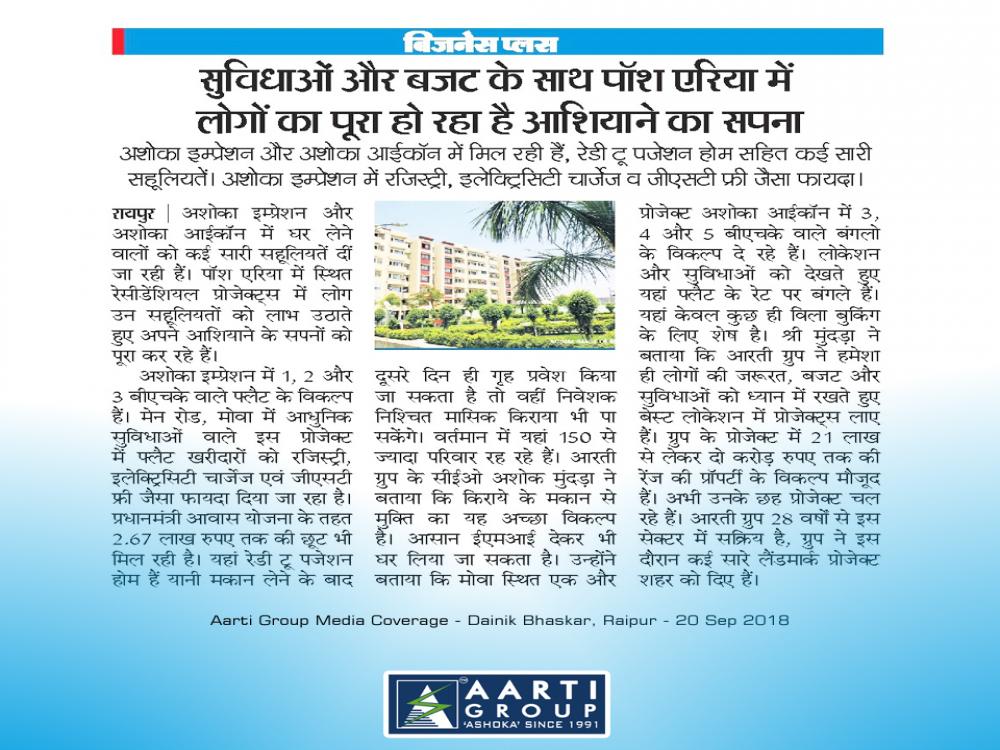 बिजनेस प्लस
सुविधाओं और बजट के साथ पॉश एरिया में
लोगों का पूरा हो रहा है आशियाने का सपना
अशोका इम्प्रेशन और अशोका आईकॉन में मिल रही हैं, रेडी टू पजेशन होम सहित कई सारी
सहूलियतें। अशोका इम्प्रेशन में रजिस्ट्री, इलेक्ट्रिसिटी चार्जेज व जीएसटी फ्री जैसा फायदा।
रायपुर | अशोका इम्प्रेशन और
अशोका आईकॉन में घर लेने
वालों को कई सारी सहूलियतें दीं
जा रही हैं। पॉश एरिया में स्थित
रेसीडेंशियल प्रोजेक्ट्स में लोग
उन सहूलियतों को लाभ उठाते
हुए अपने आशियाने के सपनों को
पूरा कर रहे हैं।
अशोका इम्प्रेशन में 1, 2 और
3 बीएचके वाले फ्लैट के विकल्प
हैं। मेन रोड, मोवा में आधुनिक
सुविधाओं वाले इस प्रोजेक्ट
में फ्लैट खरीदारों को रजिस्ट्री,
इलेक्ट्रिसिटी चार्जेज एवं जीएसटी
फ्री जैसा फायदा दिया जा रहा है।
प्रधानमंत्री आवास योजना के तहत
2.67 लाख रुपए तक की छूट भी
मिल रही है। यहां रेडी टू पजेशन
होम हैं यानी मकान लेने के बाद
दूसरे दिन ही गृह प्रवेश किया
जा सकता है तो वहीं निवेशक
निश्चित मासिक किराया भी पा
सकेंगे। वर्तमान में यहां 150 से
ज्यादा परिवार रह रहे हैं। आरती
ग्रुप के सीईओ अशोक मुंदड़ा ने
बताया कि किराये के मकान से
मुक्ति का यह अच्छा विकल्प
है। आसान ईएमआई देकर भी
घर लिया जा सकता है। उन्होंने
बताया कि मोवा स्थित एक और
प्रोजेक्ट अशोका आईकॉन में 3,
4 और 5 बीएचके वाले बंगलो
के विकल्प दे रहे हैं। लोकेशन
और सुविधाओं को देखते हुए
यहां फ्लैट के रेट पर बंगले हैं।
यहां केवल कुछ ही विला बुकिंग
के लिए शेष है। श्री मुंदड़ा ने
बताया कि आरती ग्रुप ने हमेशा
ही लोगों की जरूरत, बजट और
सुविधाओं को ध्यान में रखते हुए
बेस्ट लोकेशन में प्रोजेक्ट्स लाए
हैं। ग्रुप के प्रोजेक्ट में 21 लाख
से लेकर दो करोड़ रुपए तक की
रेंज की प्रॉपर्टी के विकल्प मौजूद
हैं। अभी उनके छह प्रोजेक्ट चल
रहे हैं। आरती ग्रुप 28 वर्षों से इस
सेक्टर में सक्रिय है, ग्रुप ने इस
दौरान कई सारे लैंडमार्क प्रोजेक्ट
शहर को दिए हैं।
Aarti Group Media Coverage - Dainik Bhaskar, Raipur - 20 Sep 2018
AARTI
GROUP
'ASHOKA' SINCE 1991